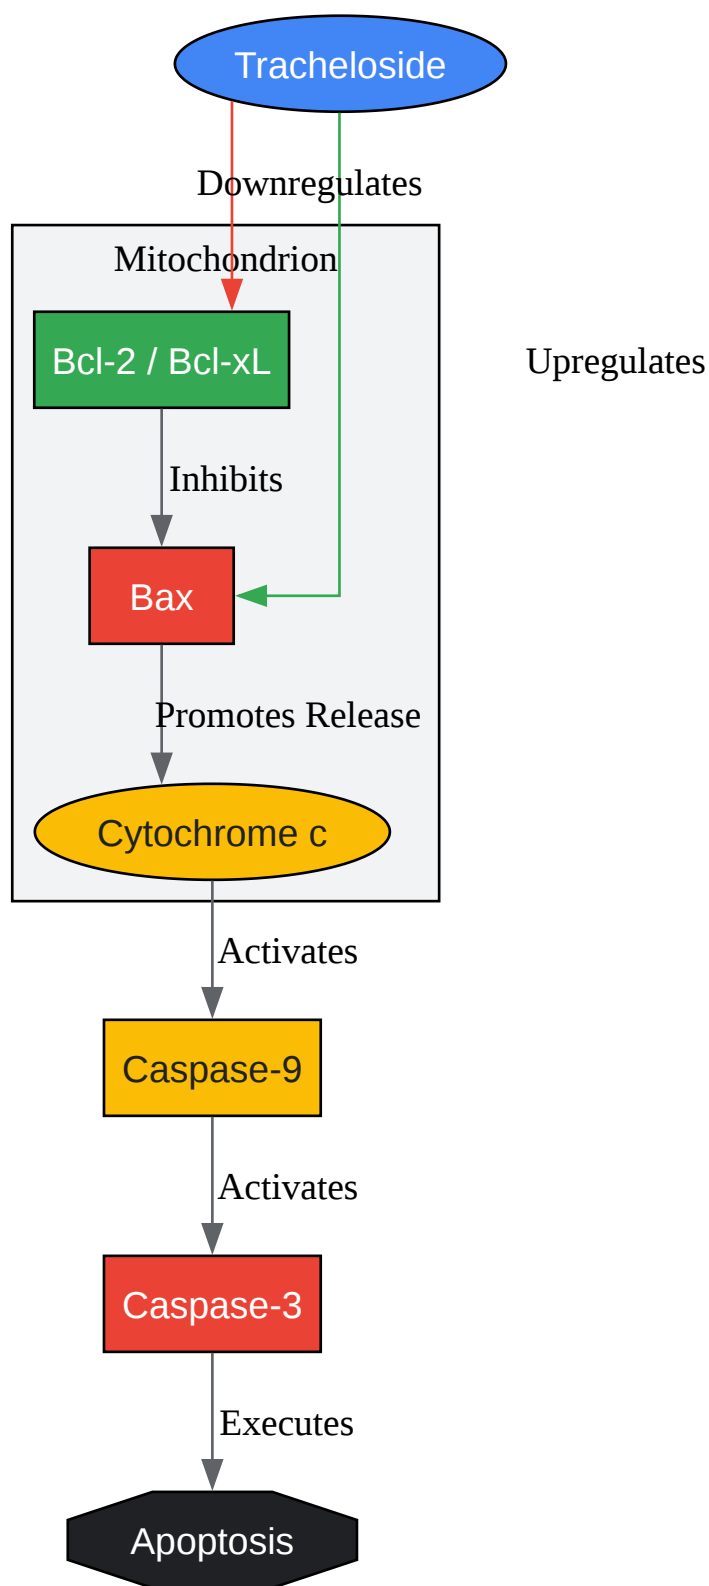 Tracheloside
Downregulates
Mitochondrion
Bcl-2 / Bcl-xL
Upregulates
Inhibits
Bax
Promotes Release
Cytochrome c
Activates
Caspase-9
Activates
Caspase-3
Executes
Apoptosis